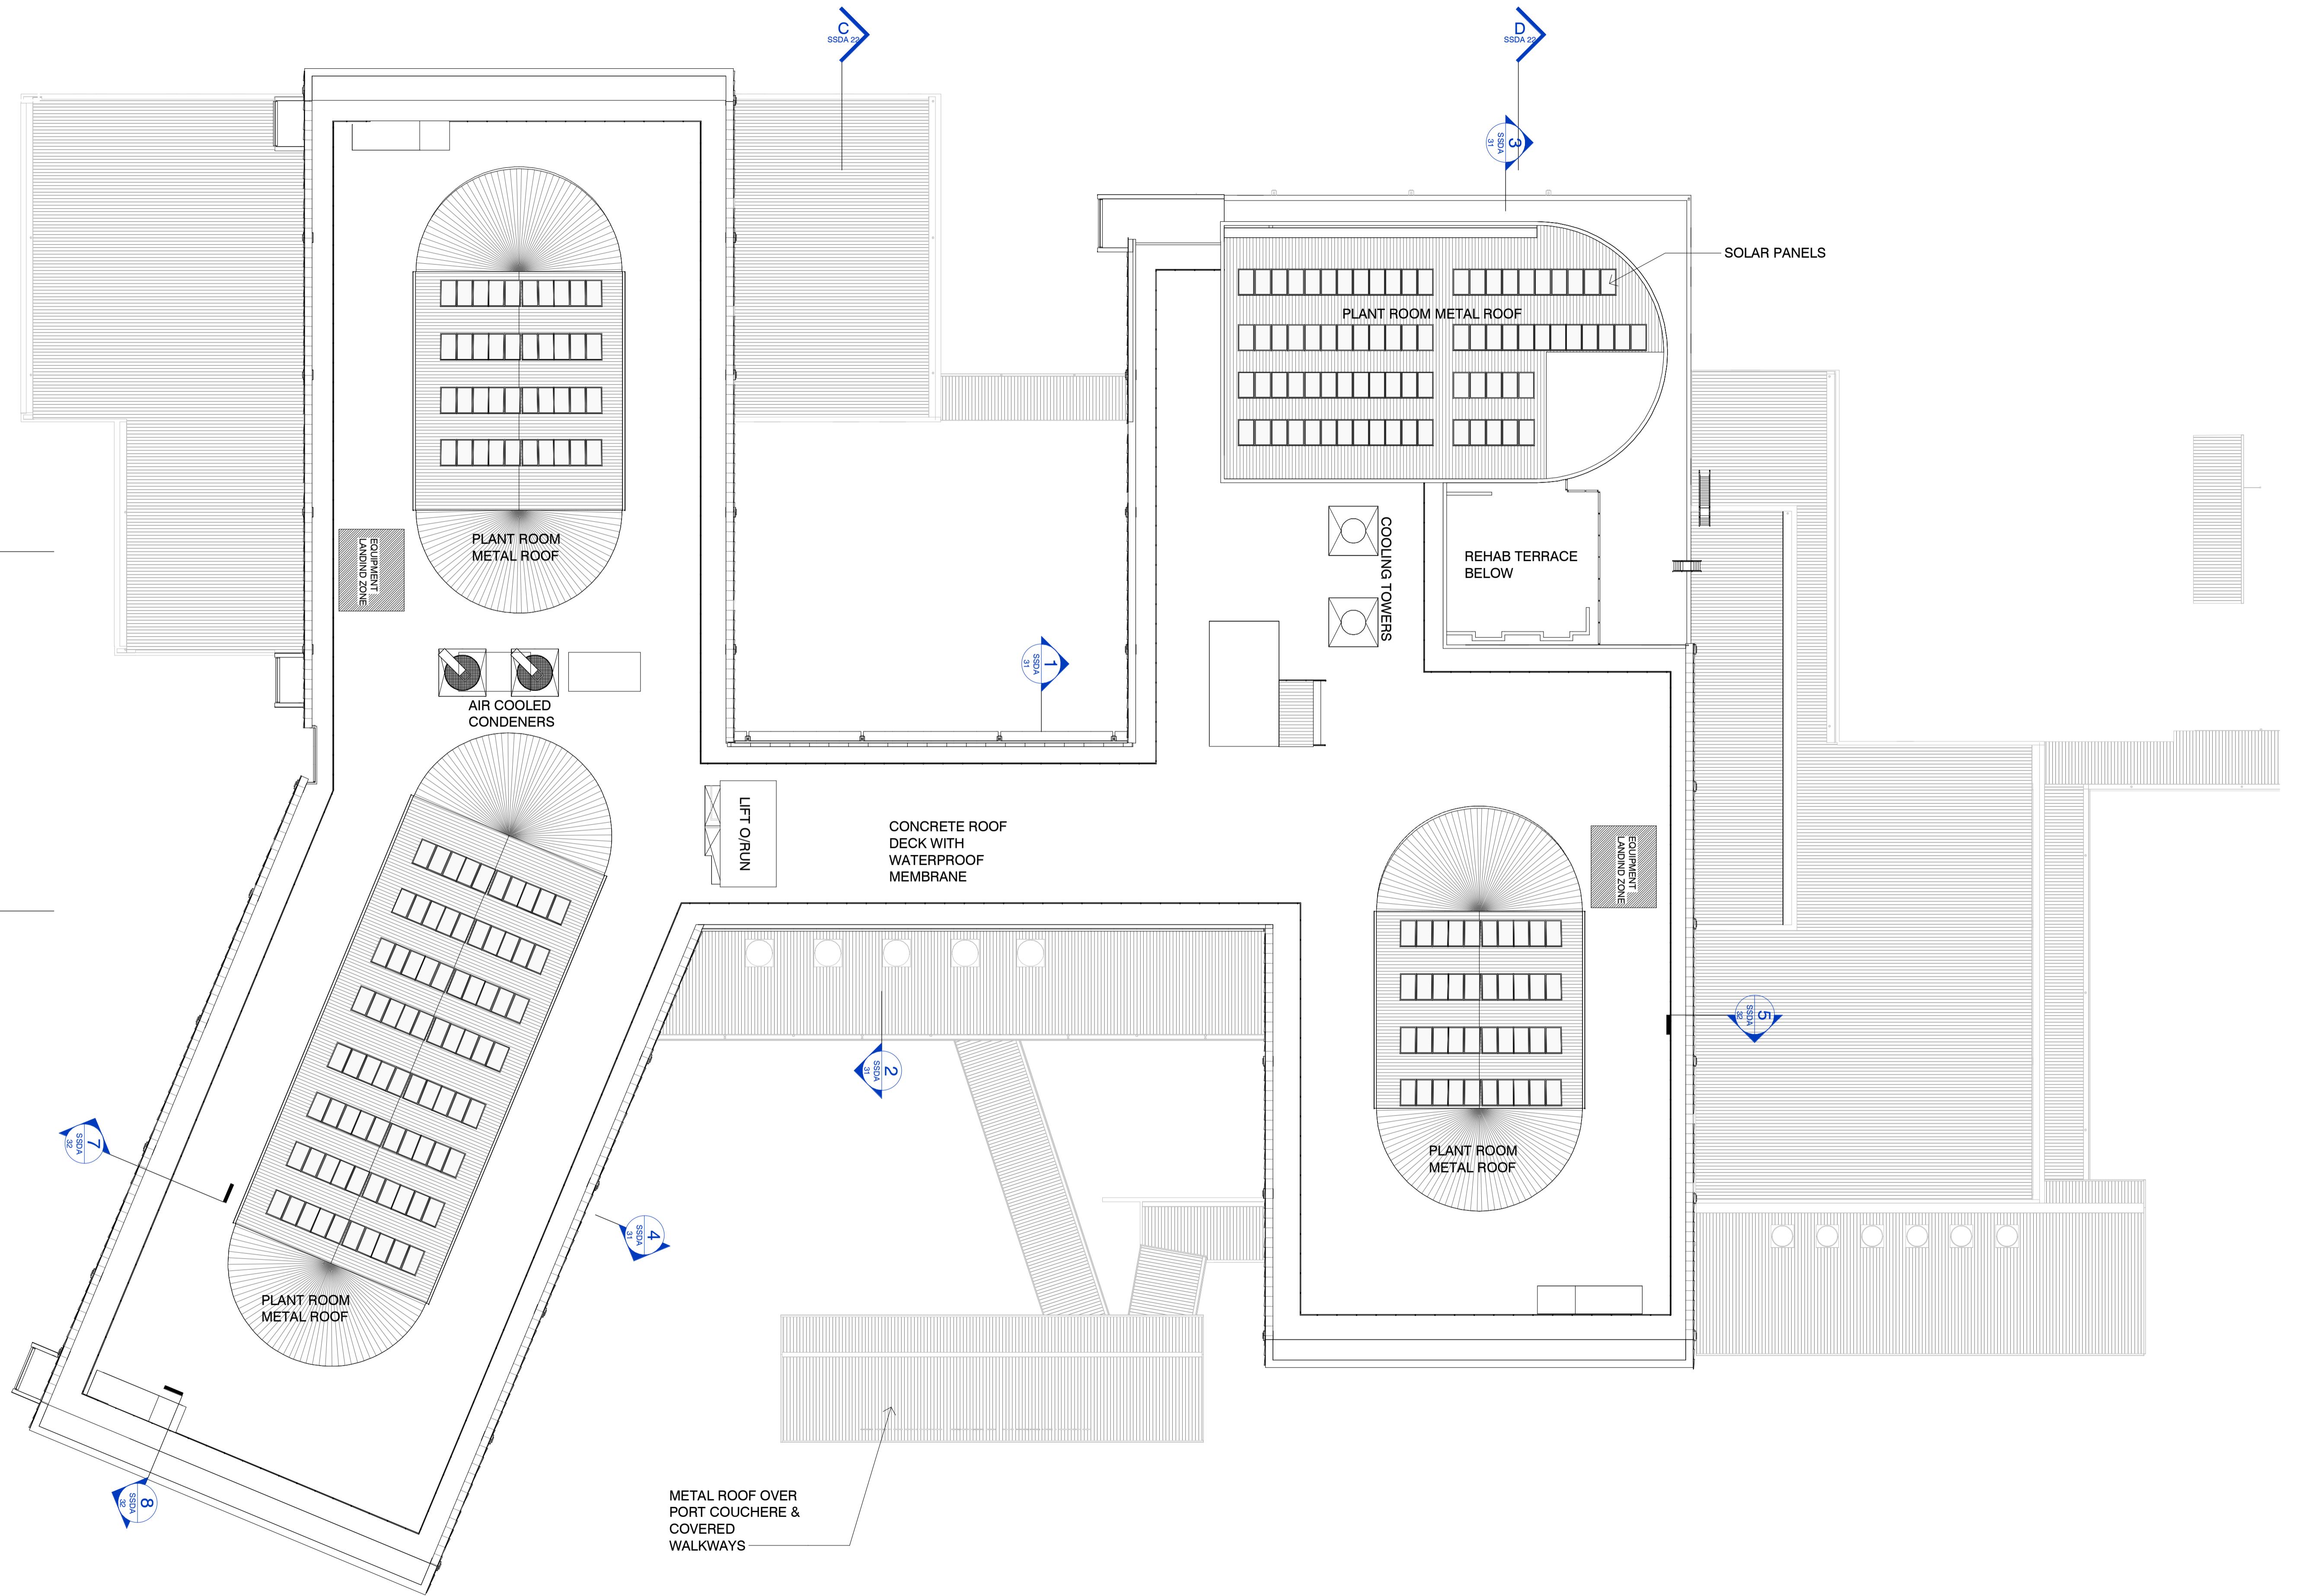 C
SSDA 22
D
SSDA 22
3
SSDA
31
SOLAR PANELS
PLANT ROOM METAL ROOF
PLANT ROOM
METAL ROOF
EQUIPMENT
LANDIND ZONE
COOLING TOWERS
REHAB TERRACE
BELOW
1
SSDA
31
AIR COOLED
CONDENERS
LIFT O/RUN
CONCRETE ROOF
DECK WITH
WATERPROOF
MEMBRANE
EQUIPMENT
LANDIND ZONE
5
SSDA
32
2
SSDA
31
7
SSDA
32
PLANT ROOM
METAL ROOF
4
SSDA
31
PLANT ROOM
METAL ROOF
8
SSDA
32
METAL ROOF OVER
PORT COUCHERE &
COVERED
WALKWAYS